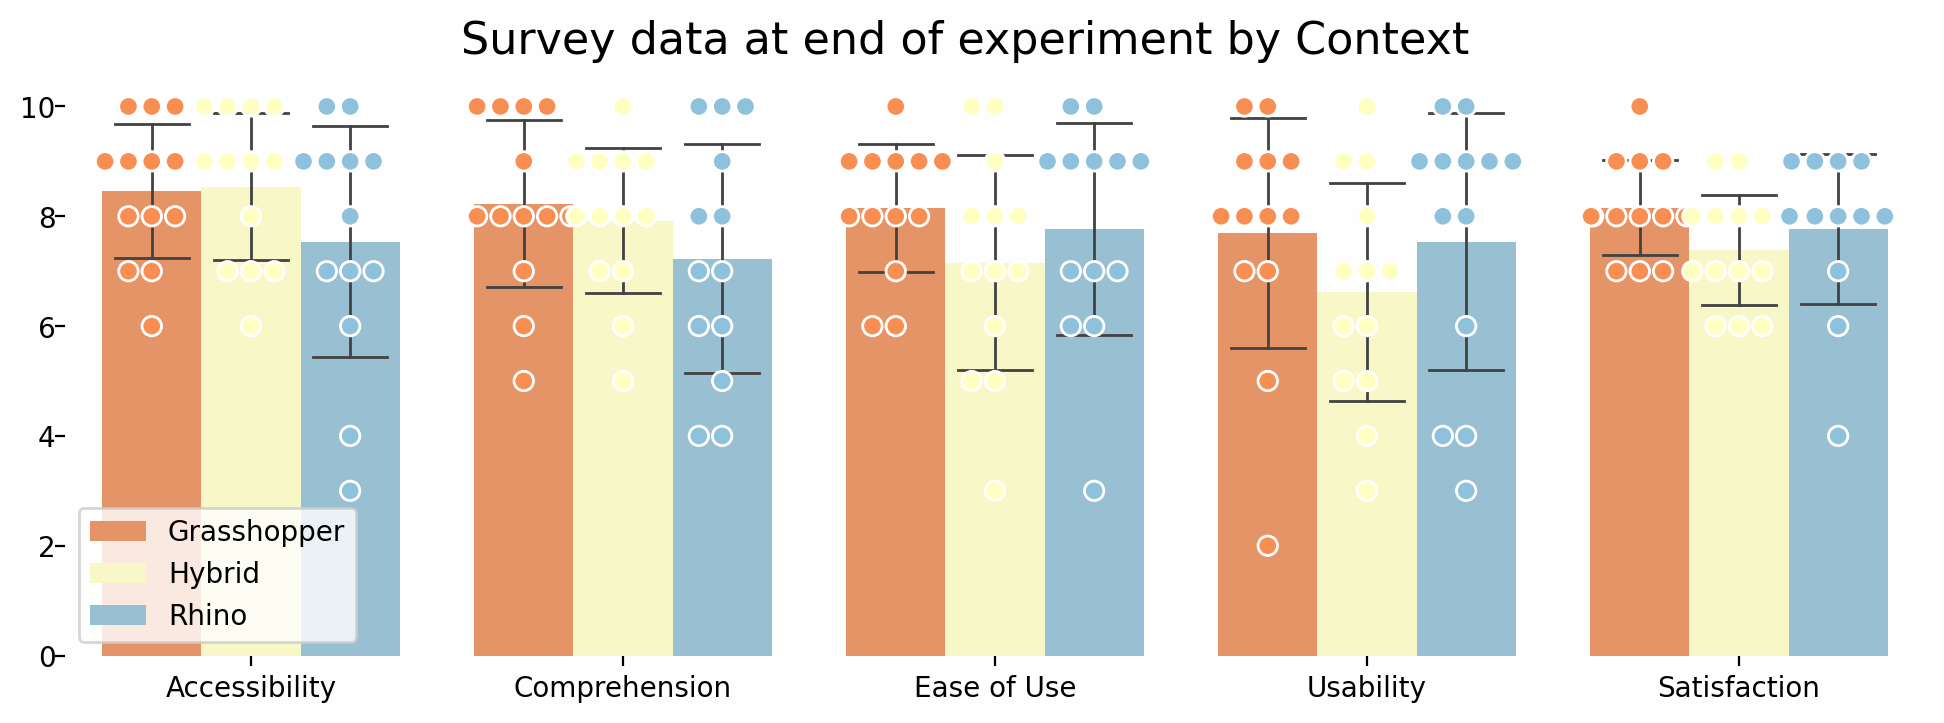 Survey data at end of experiment by Context
10
8
6
4
2
0
Grasshopper
Hybrid
Rhino
Accessibility Comprehension Ease of Use Usability Satisfaction